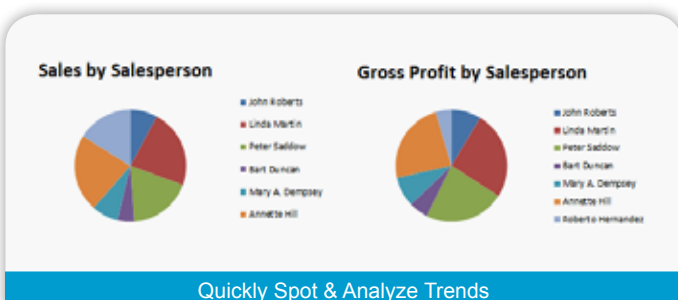 Sales by Salesperson
John Roberts
Linda Martin
Peter Saddow
Bart Duncan
Mary A. Dempsey
Annette Hill
Gross Profit by Salesperson
John Roberts
Linda Martin
Peter Saddow
Bart Duncan
Mary A. Dempsey
Annette Hill
Roberto Hernandez
Quickly Spot & Analyze Trends